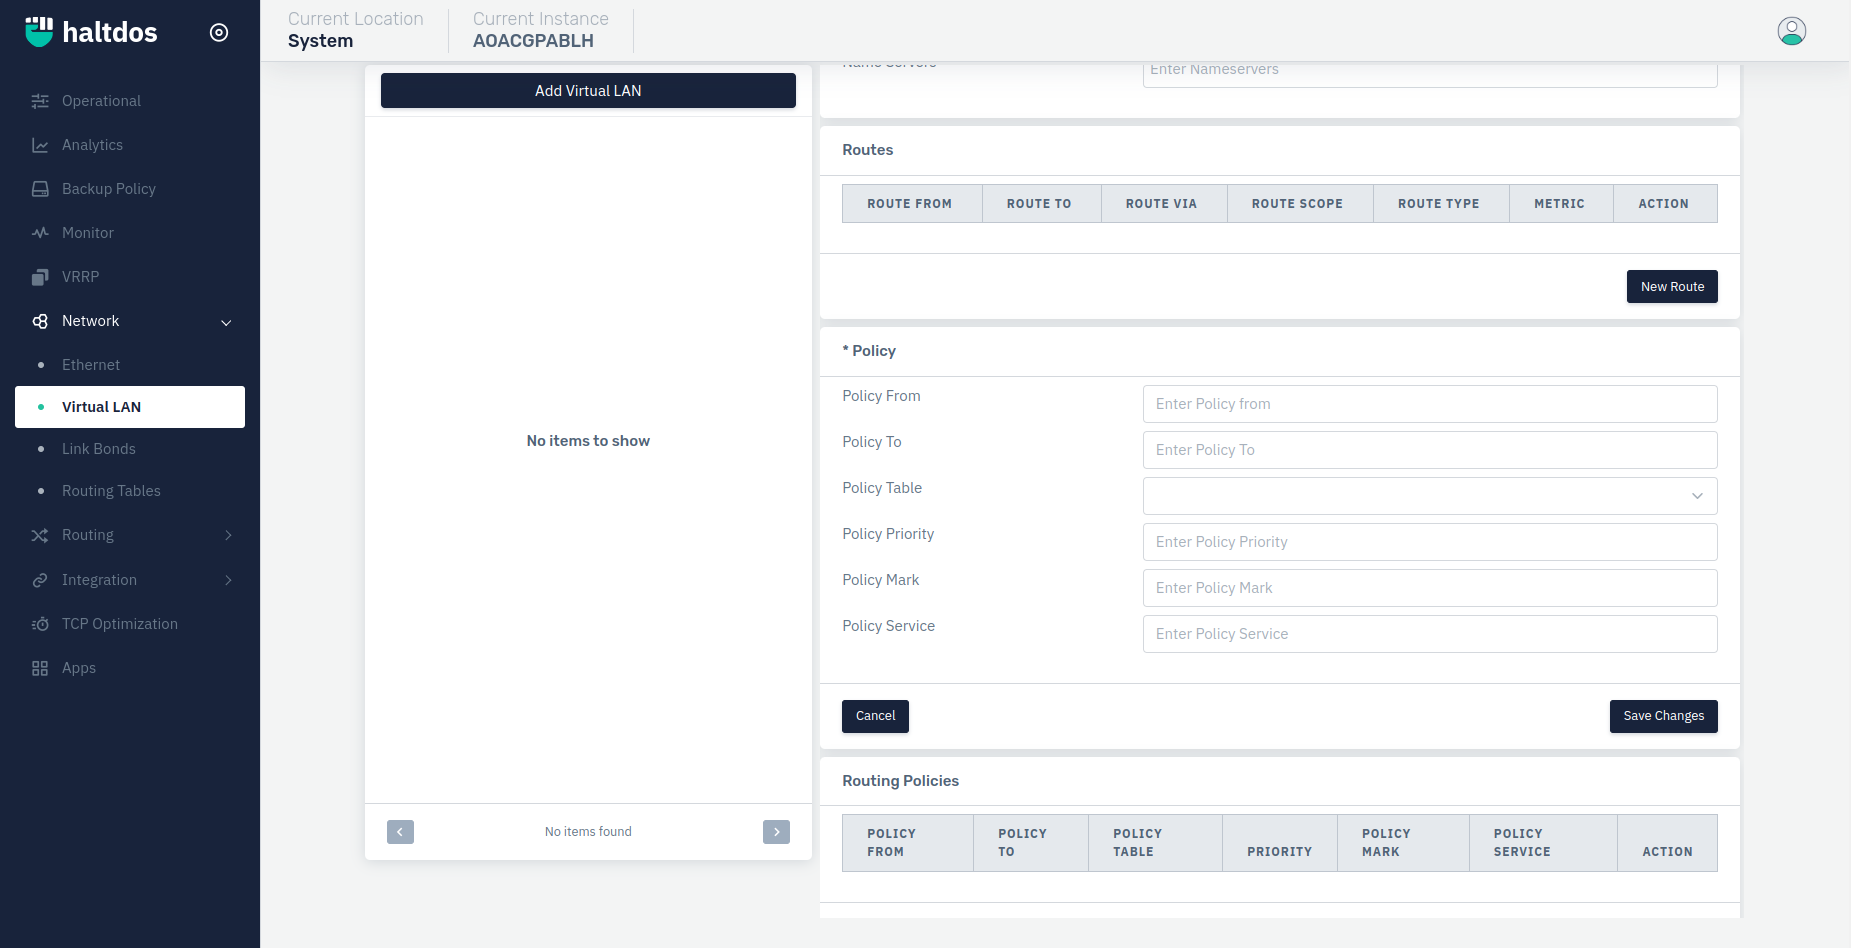 haltdos
Current Location
System
Current Instance
AOACGPABLH
Operational
Analytics
Backup Policy
Monitor
VRRP
Network
Ethernet
Virtual LAN
Link Bonds
Routing Tables
Routing
Integration
TCP Optimization
Apps
Add Virtual LAN
No items to show
No items found
Name Servers
Enter Nameservers
Routes
ROUTE FROM ROUTE TO ROUTE VIA ROUTE SCOPE ROUTE TYPE METRIC ACTION
New Route
* Policy
Policy From
Enter Policy from
Policy To
Enter Policy To
Policy Table
Policy Priority
Enter Policy Priority
Policy Mark
Enter Policy Mark
Policy Service
Enter Policy Service
Cancel
Save Changes
Routing Policies
POLICY FROM POLICY TO POLICY TABLE PRIORITY POLICY MARK POLICY SERVICE ACTION